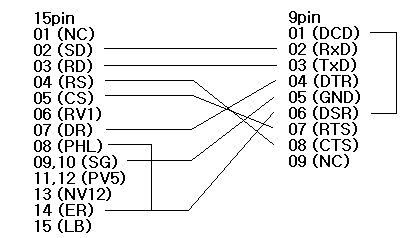 15pin
01 (NC)
02 (SD)
03 (RD)
04 (RS)
05 (CS)
06 (RV1)
07 (DR)
08 (PHL)
09,10 (SG)
11,12 (PV5)
13 (NV12)
14 (ER)
15 (LB)
9pin
01 (DCD)
02 (RxD)
03 (TxD)
04 (DTR)
05 (GND)
06 (DSR)
07 (RTS)
08 (CTS)
09 (NC)